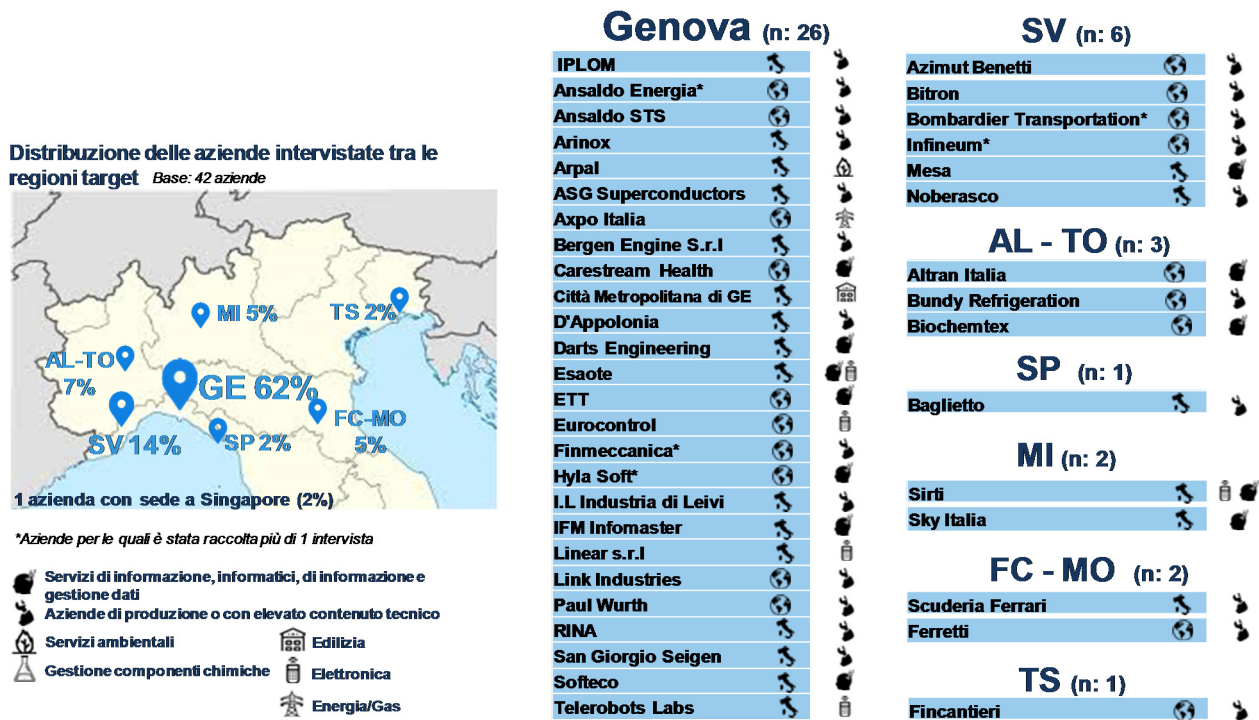 Distribuzione delle aziende intervistate tra le
regioni target Base: 42 aziende
MI 5%
TS 2%
AL-TO
7%
GE 62%
FC-MO
5%
SV 14%
SP 2%
1 azienda con sede a Singapore (2%)
*Aziende per le quali è stata raccolta più di 1 intervista
Servizi di informazione, informatici, di informazione e
gestione dati
Aziende di produzione o con elevato contenuto tecnico
Servizi ambientali
Edilizia
Gestione componenti chimiche
Elettronica
Energia/Gas
Genova (n: 26)
IPLOM
Ansaldo Energia*
Ansaldo STS
Arinox
Arpal
ASG Superconductors
Axpo Italia
Bergen Engine S.r.l
Carestream Health
Città Metropolitana di GE
D'Appolonia
Darts Engineering
Esaote
ETT
Eurocontrol
Finmeccanica*
Hyla Soft*
I.L Industria di Leivi
IFM Infomaster
Linear s.r.l
Link Industries
Paul Wurth
RINA
San Giorgio Seigen
Softeco
Telerobots Labs
SV (n: 6)
Azimut Benetti
Bitron
Bombardier Transportation*
Infineum*
Mesa
Noberasco
AL - TO (n: 3)
Altran Italia
Bundy Refrigeration
Biochemtex
SP (n: 1)
Baglietto
MI (n: 2)
Sirti
Sky Italia
FC - MO (n: 2)
Scuderia Ferrari
Ferretti
TS (n: 1)
Fincantieri